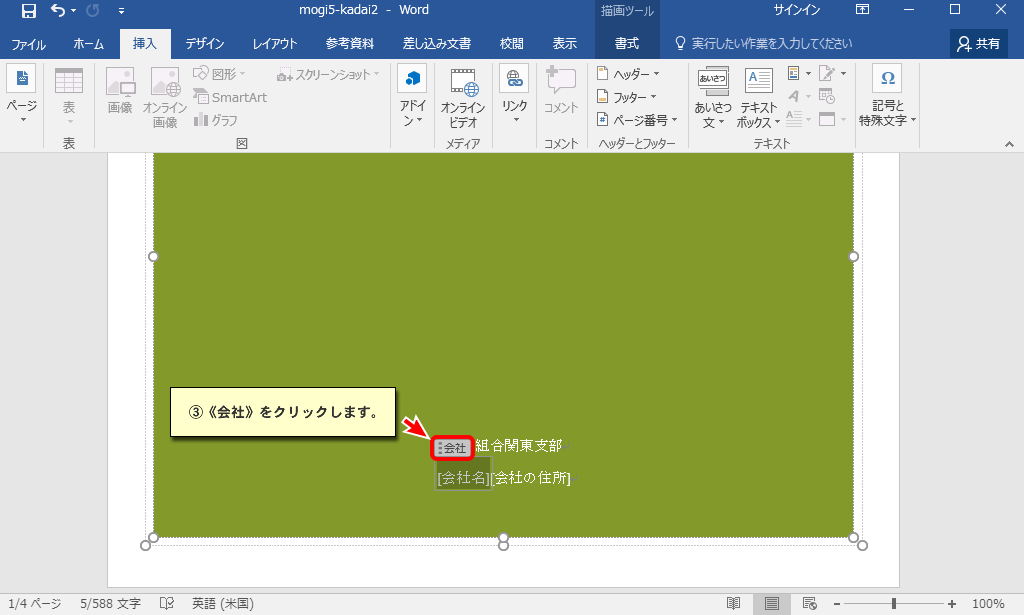 mogi5-kadai2 - Word
描画ツール
サインイン
ファイル ホーム 挿入 デザイン レイアウト 参考資料 差し込み文書 校閲 表示 書式 実行したい作業を入力してください 共有
ページ
表
表
画像
オンライン
画像
図形
SmartArt
グラフ
スクリーンショット
図
アドイ
ン
オンライン
ビデオ
メディア
リンク
コメント
コメント
ヘッダー
フッター
ページ番号
ヘッダーとフッター
あいさつ
あいさつ
文
A
テキスト
ボックス
A
テキスト
Ω
記号と
特殊文字
③《会社》をクリックします。
会社
組合関東支部
[会社名][会社の住所]
1/4 ページ 5/588 文字 英語 (米国) 100%